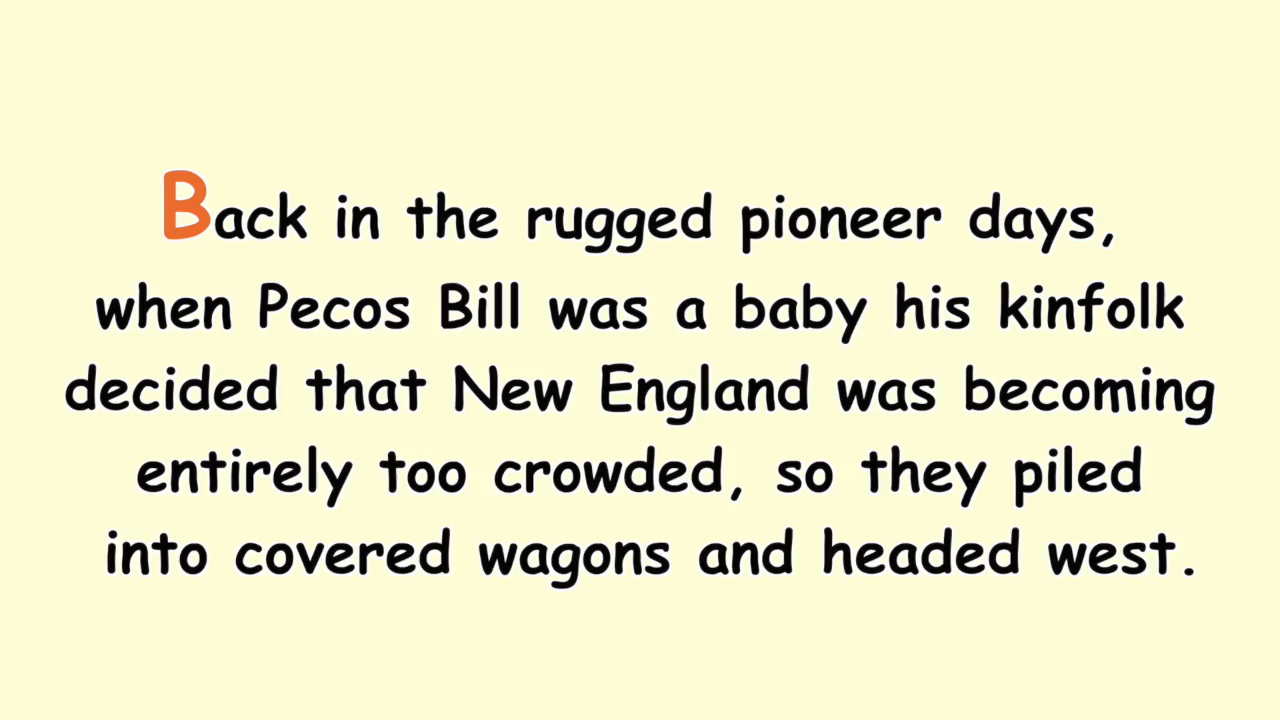 Back in the rugged pioneer days,
when Pecos Bill was a baby his kinfolk
decided that New England was becoming
entirely too crowded, so they piled
into covered wagons and headed west.